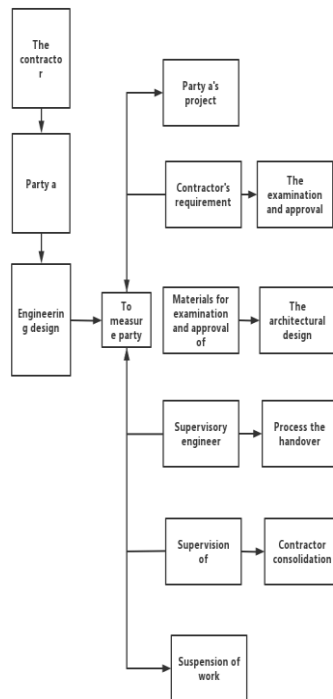 The
contracto
r
Party a
Engineerin
g design
To
measur
e party
Party a's
project
Contractor's
requirement
The
examination
and approval
Materials for
examination
and approval
of
The
architectural
design
Supervisory
engineer
Process the
handover
Supervision
of
Contractor
consolidation
Suspension of
work